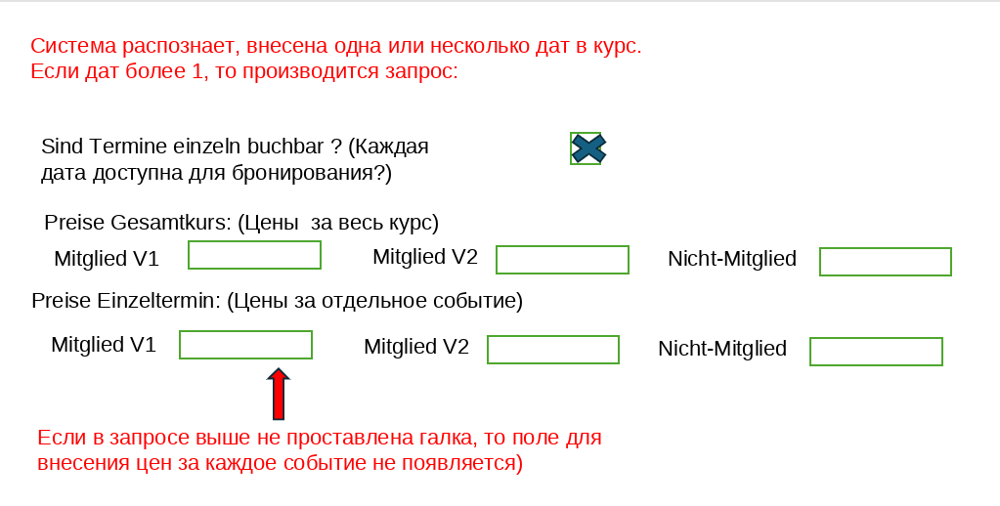 Система распознает, внесена одна или несколько дат в курс.
Если дат более 1, то производится запрос:
Sind Termine einzeln buchbar ? (Каждая
дата доступна для бронирования?)
Preise Gesamtkurs: (Цены  за весь курс)
Mitglied V1 Mitglied V2 Nicht-Mitglied
Preise Einzeltermin: (Цены за отдельное событие)
Mitglied V1 Mitglied V2 Nicht-Mitglied
Если в запросе выше не проставлена галка, то поле для
внесения цен за каждое событие не появляется)